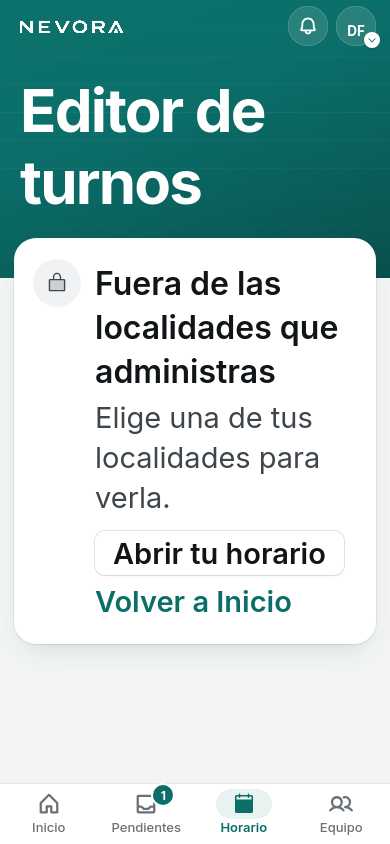 NEVORA
DF
Editor de
turnos
Fuera de las
localidades que
administras
Elige una de tus
localidades para
verla.
Abrir tu horario
Volver a Inicio
1
Inicio
Pendientes
Horario
Equipo